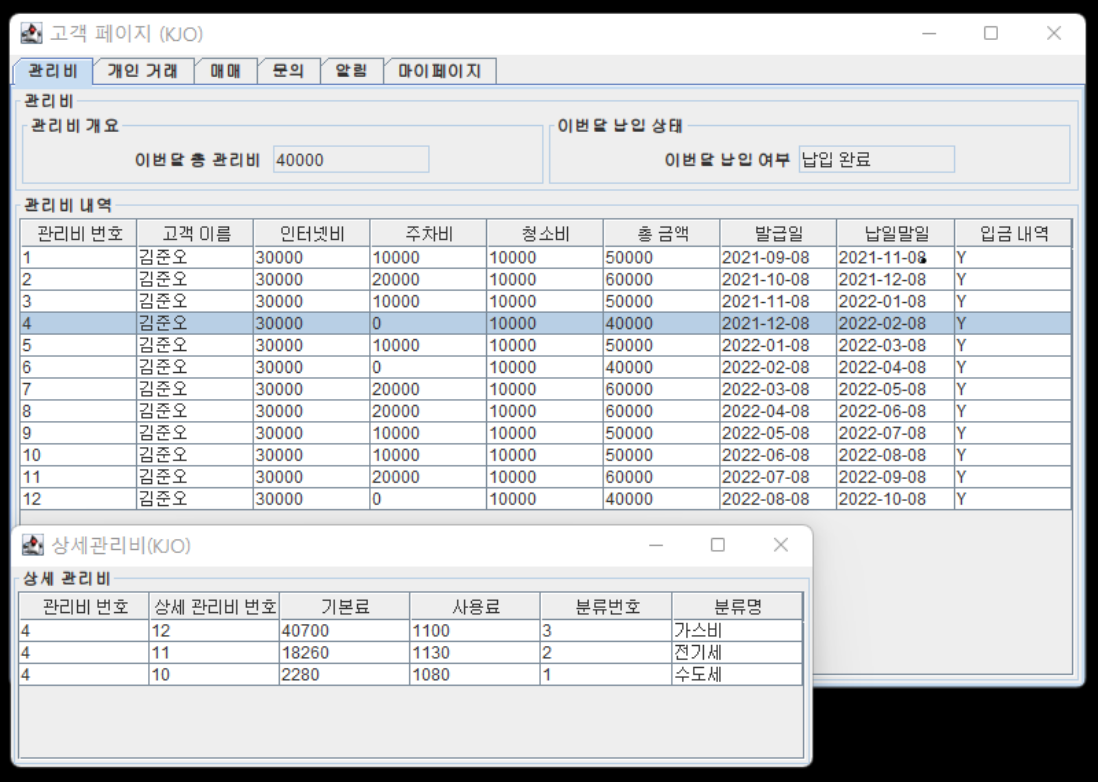 고객 페이지 (KJO)
관리비 개인 거래 매매 문의 알림 마이페이지
관리비
관리비 개요 이번달 납입 상태
이번달 총 관리비 40000 이번달 납입 여부 납입 완료
관리비 내역
관리비 번호 고객 이름 인터넷비 주차비 청소비 총 금액 발급일 납일말일 입금 내역
1 김준오 30000 10000 10000 50000 2021-09-08 2021-11-08 Y
2 김준오 30000 20000 10000 60000 2021-10-08 2021-12-08 Y
3 김준오 30000 10000 10000 50000 2021-11-08 2022-01-08 Y
4 김준오 30000 0 10000 40000 2021-12-08 2022-02-08 Y
5 김준오 30000 10000 10000 50000 2022-01-08 2022-03-08 Y
6 김준오 30000 0 10000 40000 2022-02-08 2022-04-08 Y
7 김준오 30000 20000 10000 60000 2022-03-08 2022-05-08 Y
8 김준오 30000 20000 10000 60000 2022-04-08 2022-06-08 Y
9 김준오 30000 10000 10000 50000 2022-05-08 2022-07-08 Y
10 김준오 30000 10000 10000 50000 2022-06-08 2022-08-08 Y
11 김준오 30000 20000 10000 60000 2022-07-08 2022-09-08 Y
12 김준오 30000 0 10000 40000 2022-08-08 2022-10-08 Y
상세관리비(KJO)
상세 관리비
관리비 번호 상세 관리비 번호 기본료 사용료 분류번호 분류명
4 12 40700 1100 3 가스비
4 11 18260 1130 2 전기세
4 10 2280 1080 1 수도세